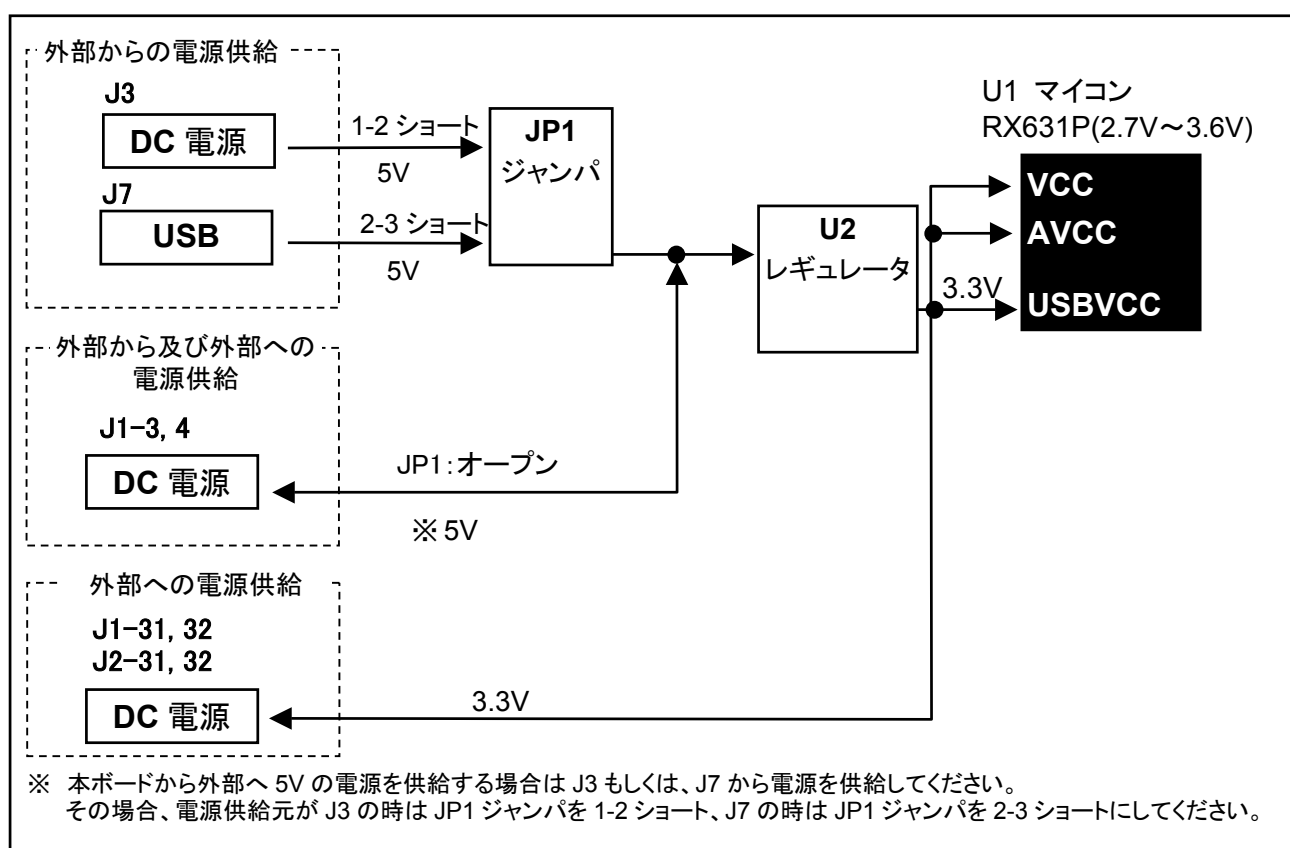 外部からの電源供給
J3
DC 電源
J7
USB
1-2 ショート
5V
2-3 ショート
5V
JP1
ジャンパ
U2
レギュレータ
U1 マイコン
RX631P(2.7V～3.6V)
VCC
AVCC
3.3V
USBVCC
外部から及び外部への
電源供給
J1-3, 4
DC 電源
JP1：オープン
※ 5V
外部への電源供給
J1-31, 32
J2-31, 32
DC 電源
3.3V
※ 本ボードから外部へ 5V の電源を供給する場合は J3 もしくは、J7 から電源を供給してください。
その場合、電源供給元が J3 の時は JP1 ジャンパを 1-2 ショート、J7 の時は JP1 ジャンパを 2-3 ショートにしてください。